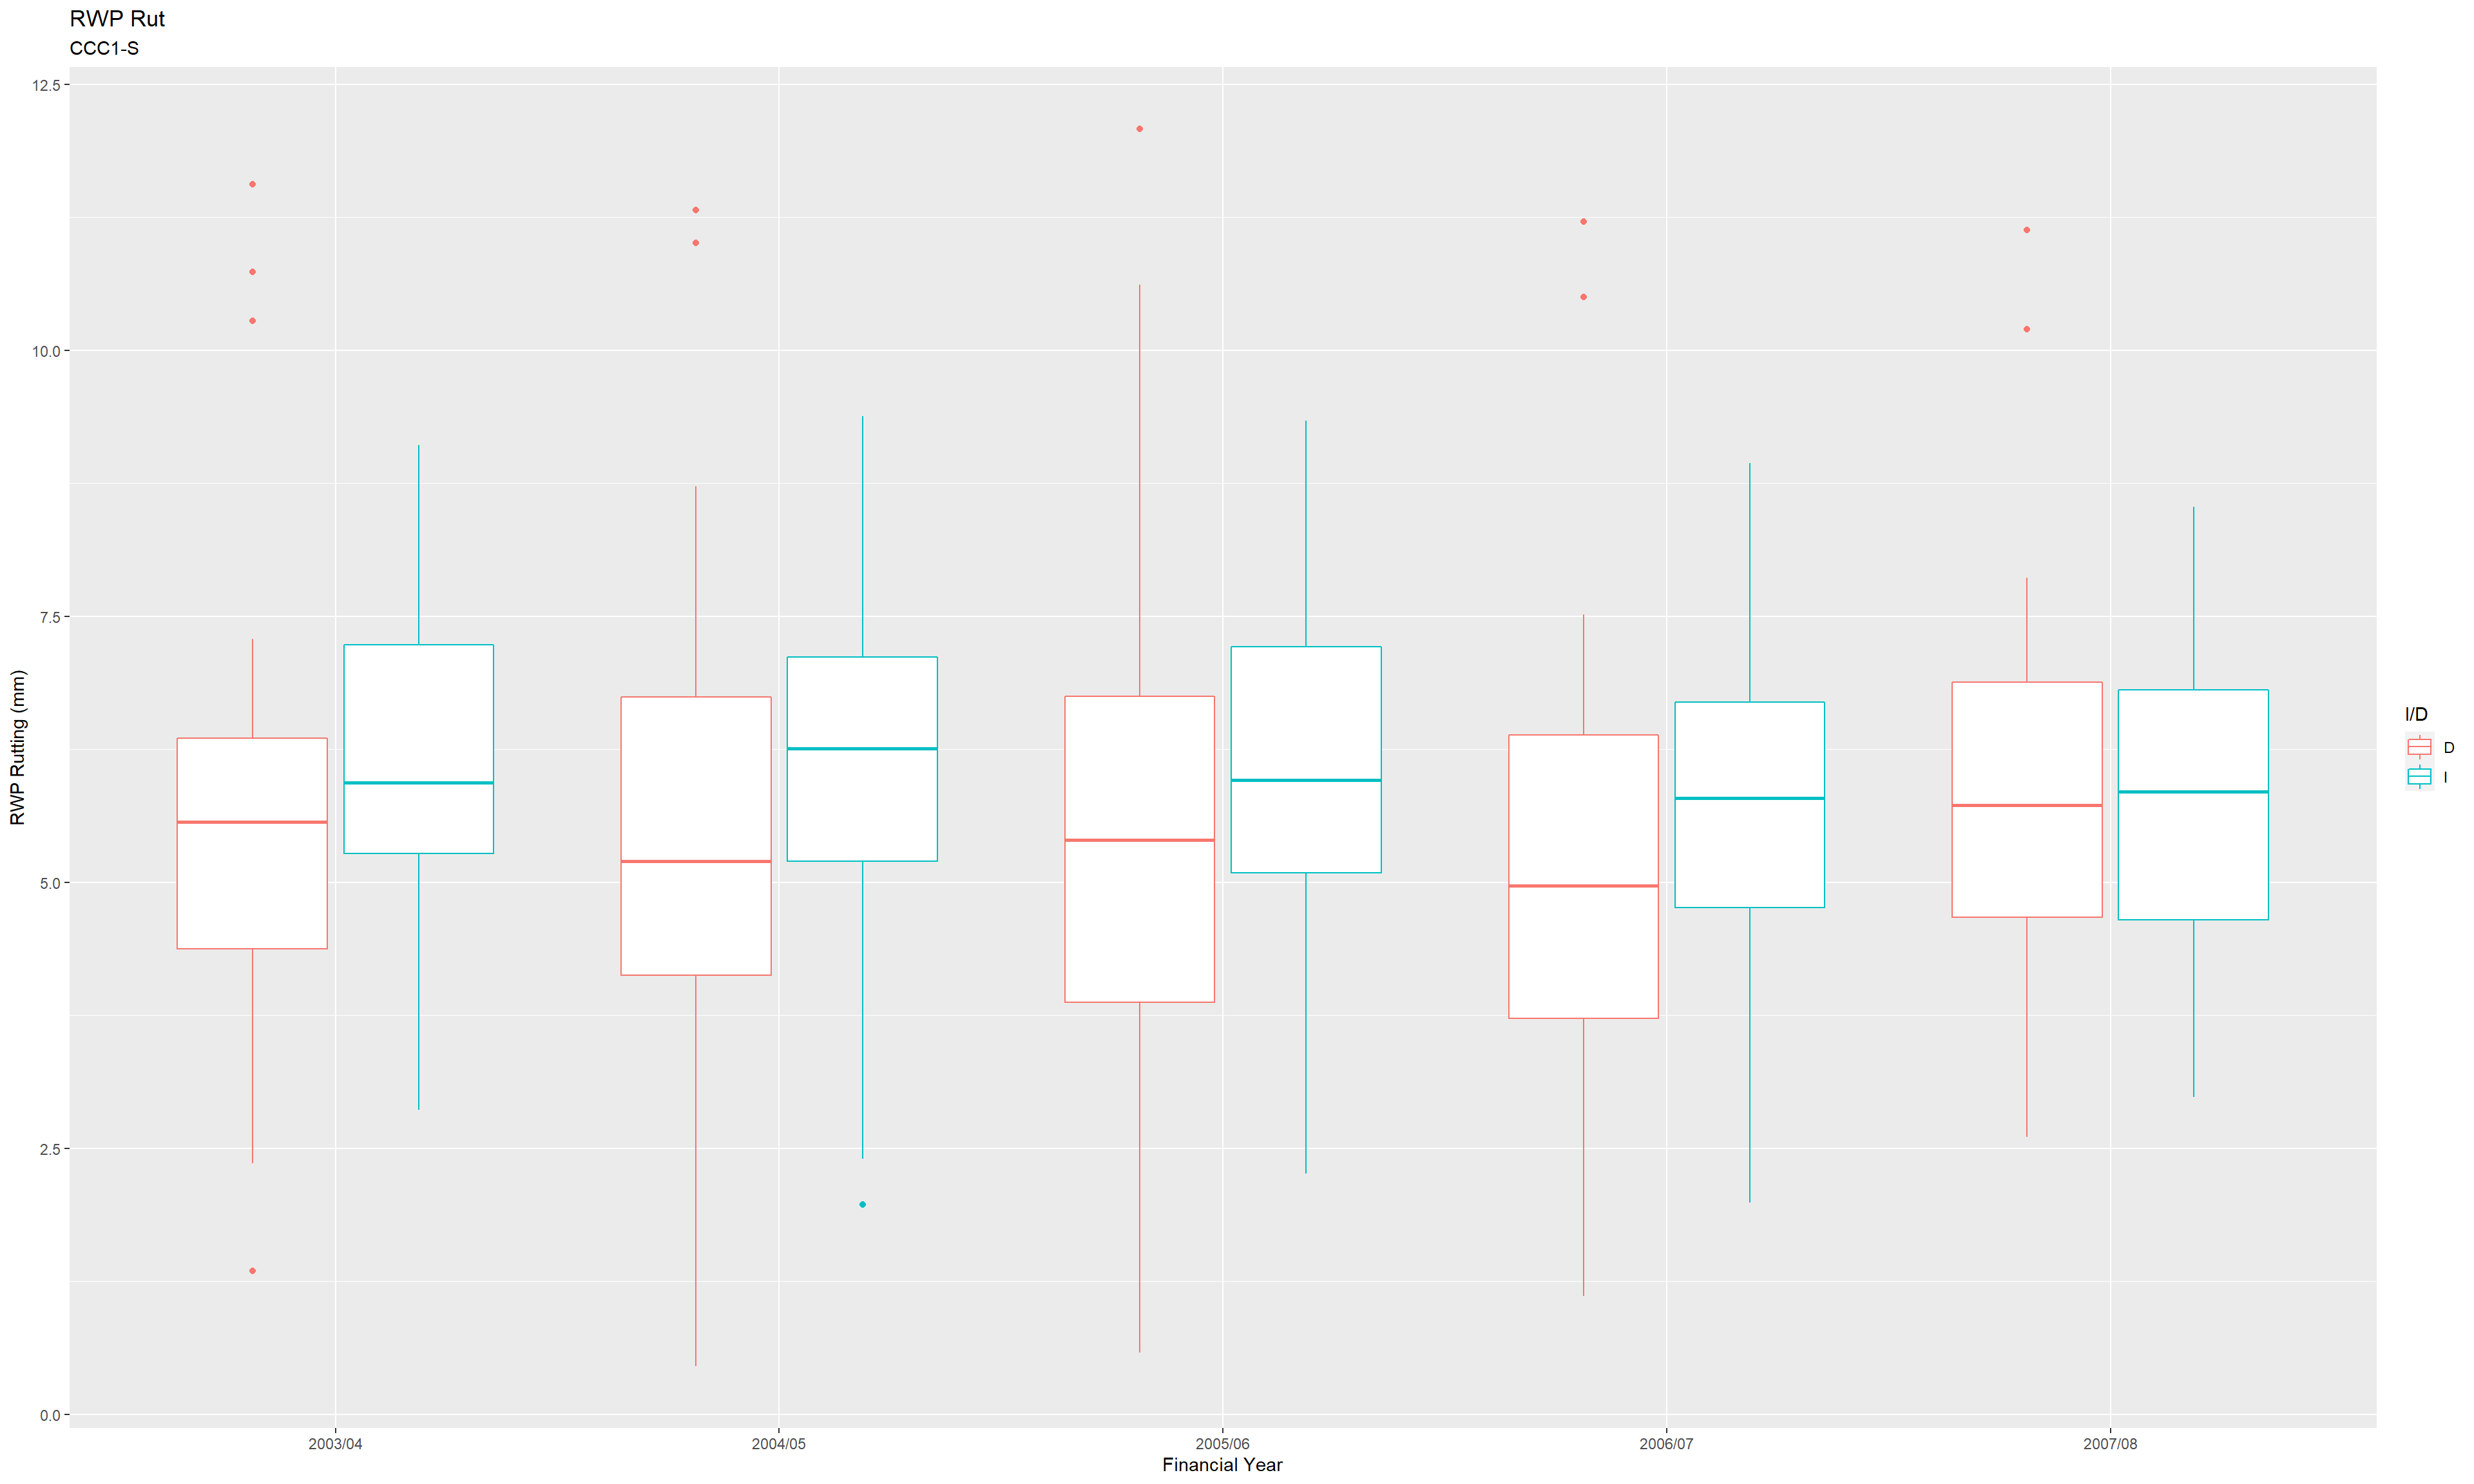 RWP Rut
CCC1-S
12.5
10.0
7.5
5.0
2.5
0.0
RWP Rutting (mm)
2003/04
2004/05
2005/06
2006/07
2007/08
Financial Year
I/D
D
I